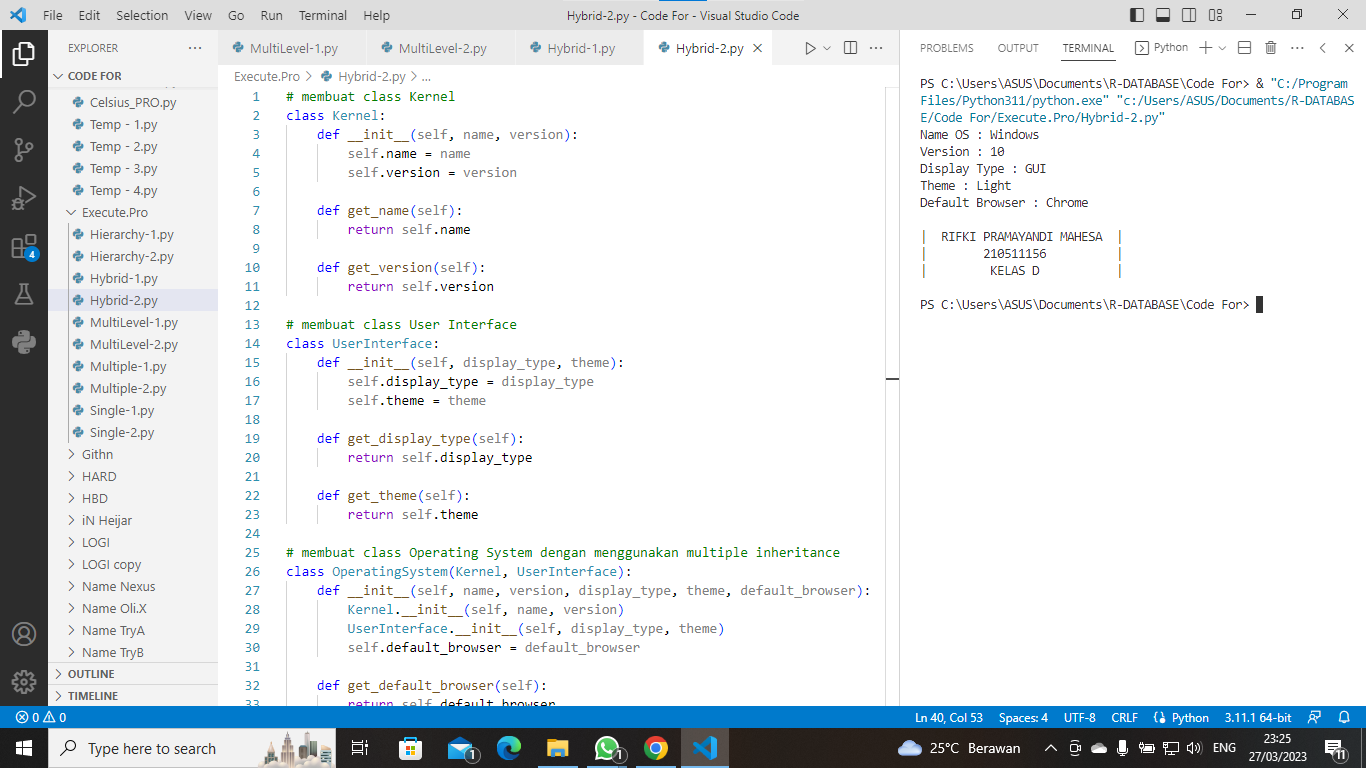 File Edit Selection View Go Run Terminal Help
Hybrid-2.py - Code For - Visual Studio Code
EXPLORER
CODE FOR
Celsius_PRO.py
Temp - 1.py
Temp - 2.py
Temp - 3.py
Temp - 4.py
Execute.Pro
Hierarchy-1.py
Hierarchy-2.py
Hybrid-1.py
Hybrid-2.py
MultiLevel-1.py
MultiLevel-2.py
Multiple-1.py
Multiple-2.py
Single-1.py
Single-2.py
Githn
HARD
HBD
iN Heijar
LOGI
LOGI copy
Name Nexus
Name Oli.X
Name TryA
Name TryB
OUTLINE
TIMELINE
4
MultiLevel-1.py MultiLevel-2.py Hybrid-1.py Hybrid-2.py
Execute.Pro > Hybrid-2.py > ...
1 # membuat class Kernel
2 class Kernel:
3     def __init__(self, name, version):
4         self.name = name
5         self.version = version
6
7     def get_name(self):
8         return self.name
9
10     def get_version(self):
11         return self.version
12
13 # membuat class User Interface
14 class UserInterface:
15     def __init__(self, display_type, theme):
16         self.display_type = display_type
17         self.theme = theme
18
19     def get_display_type(self):
20         return self.display_type
21
22     def get_theme(self):
23         return self.theme
24
25 # membuat class Operating System dengan menggunakan multiple inheritance
26 class OperatingSystem(Kernel, UserInterface):
27     def __init__(self, name, version, display_type, theme, default_browser):
28         Kernel.__init__(self, name, version)
29         UserInterface.__init__(self, display_type, theme)
30         self.default_browser = default_browser
31
32     def get_default_browser(self):
33         return self.default_browser
PROBLEMS OUTPUT TERMINAL Python
PS C:\Users\ASUS\Documents\R-DATABASE\Code For> & "C:/Program
Files/Python311/python.exe" "c:/Users/ASUS/Documents/R-DATABAS
E/Code For/Execute.Pro/Hybrid-2.py"
Name OS : Windows
Version : 10
Display Type : GUI
Theme : Light
Default Browser : Chrome
|  RIFKI PRAMAYANDI MAHESA  |
|        210511156          |
|         KELAS D           |
PS C:\Users\ASUS\Documents\R-DATABASE\Code For>
0 0
Ln 40, Col 53 Spaces: 4 UTF-8 CRLF Python 3.11.1 64-bit
Type here to search
1
1
25°C Berawan
ENG
23:25
27/03/2023
11